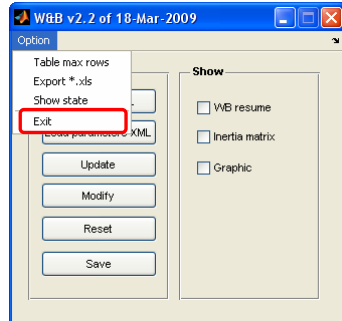 W&B v2.2 of 18-Mar-2009
Option
Table max rows
Export *.xls
Show state
Exit
XML
Update
Modify
Reset
Save
Show
WB resume
Inertia matrix
Graphic